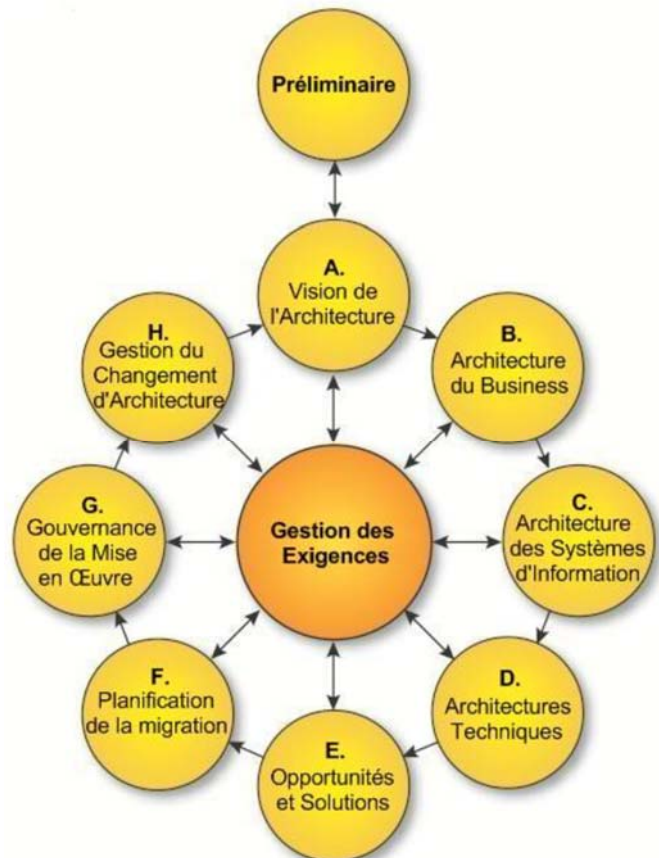 Préliminaire
A.
Vision de
l'Architecture
B.
Architecture
du Business
C.
Architecture
des Systèmes
d'Information
D.
Architectures
Techniques
E.
Opportunités
et Solutions
F.
Planification
de la migration
G.
Gouvernance
de la Mise
en Œuvre
H.
Gestion du
Changement
d'Architecture
Gestion des
Exigences